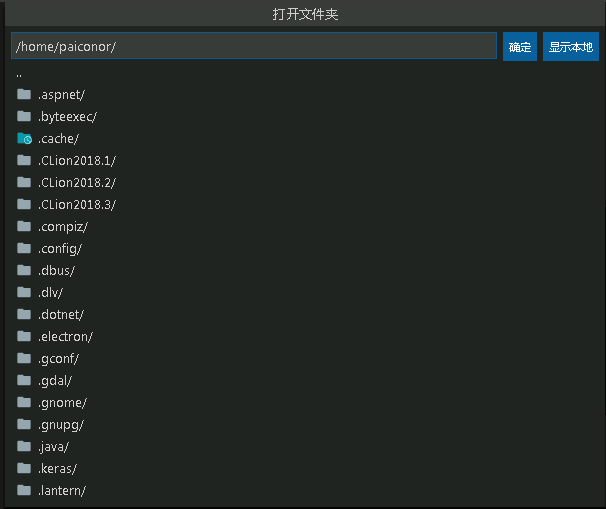 打开文件夹
/home/paiconor/ 确定 显示本地
..
.aspnet/
.byteexec/
.cache/
.CLion2018.1/
.CLion2018.2/
.CLion2018.3/
.compiz/
.config/
.dbus/
.dlv/
.dotnet/
.electron/
.gconf/
.gdal/
.gnome/
.gnupg/
.java/
.keras/
.lantern/